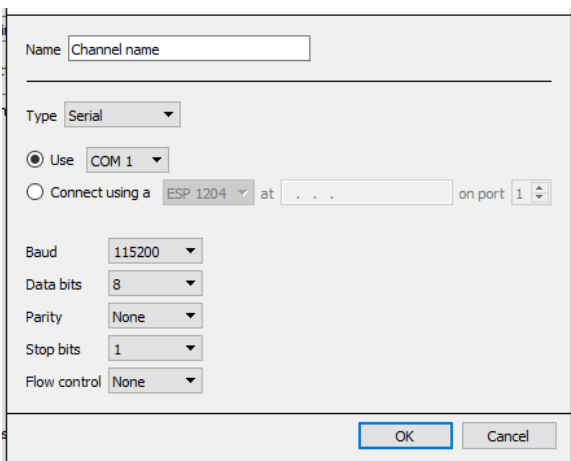 Name Channel name
Type Serial
Use COM 1
Connect using a ESP 1204 at . . . on port 1
Baud 115200
Data bits 8
Parity None
Stop bits 1
Flow control None
OK Cancel